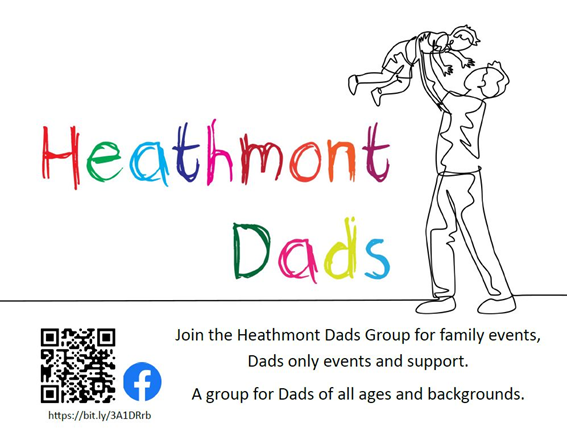 Heathmont
Dads
Join the Heathmont Dads Group for family events,
Dads only events and support.
A group for Dads of all ages and backgrounds.
https://bit.ly/3A1DRrb